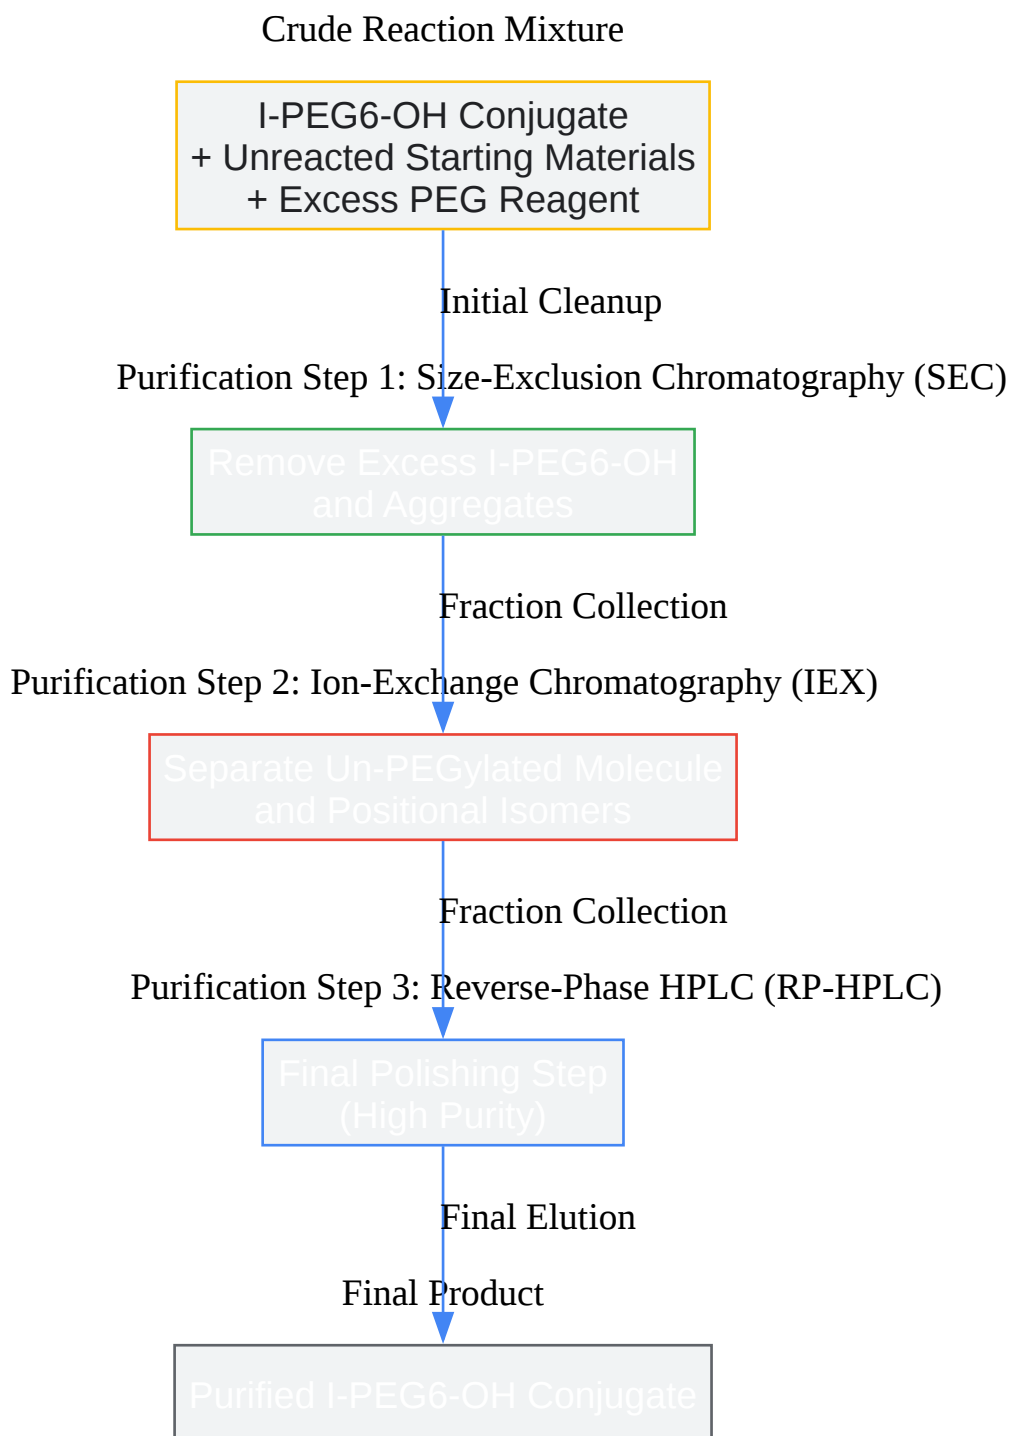 Crude Reaction Mixture
I-PEG6-OH Conjugate
+ Unreacted Starting Materials
+ Excess PEG Reagent
Initial Cleanup
Purification Step 1: Size-Exclusion Chromatography (SEC)
Remove Excess I-PEG6-OH
and Aggregates
Fraction Collection
Purification Step 2: Ion-Exchange Chromatography (IEX)
Separate Un-PEGylated Molecule
and Positional Isomers
Fraction Collection
Purification Step 3: Reverse-Phase HPLC (RP-HPLC)
Final Polishing Step
(High Purity)
Final Elution
Final Product
Purified I-PEG6-OH Conjugate